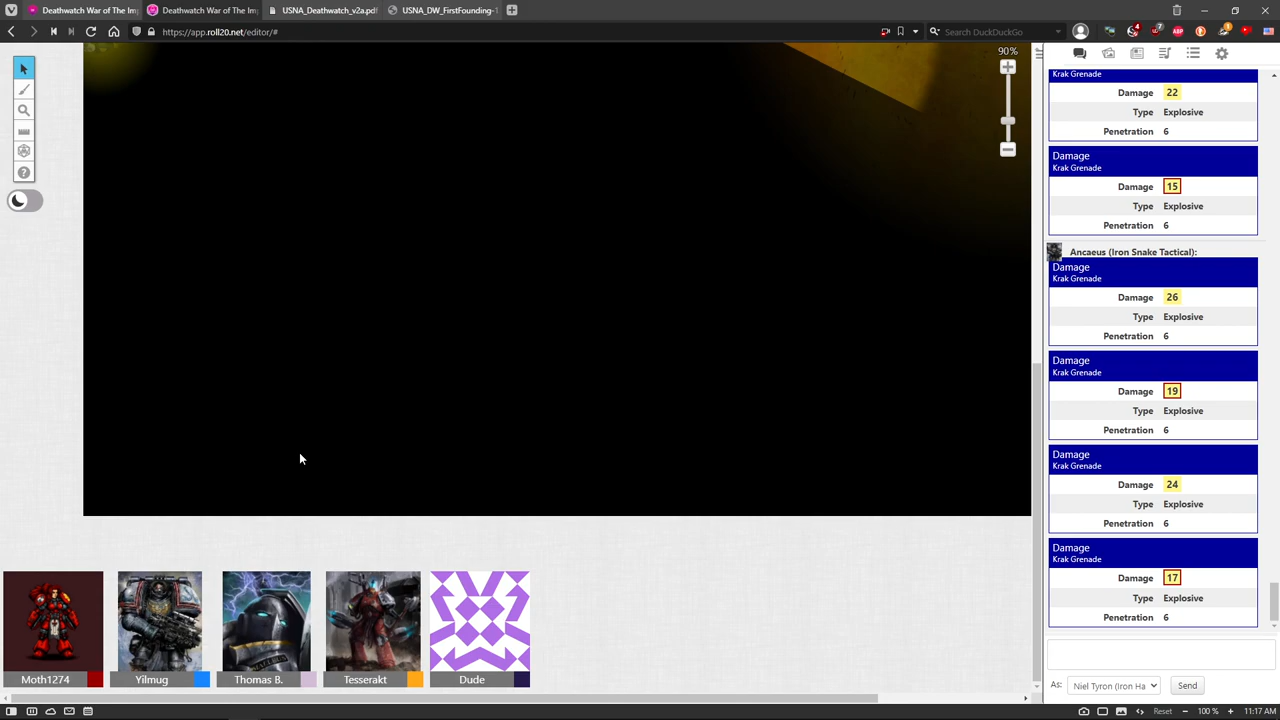 Deathwatch War of The Im
Deathwatch War of The Im
USNA_Deathwatch_v2a.pdf
USNA_DW_FirstFounding-1
https://app.roll20.net/editor/#
Search DuckDuckGo
90%
Krak Grenade
Damage 22
Type Explosive
Penetration 6
Damage
Krak Grenade
Damage 15
Type Explosive
Penetration 6
Ancaeus (Iron Snake Tactical):
Damage
Krak Grenade
Damage 26
Type Explosive
Penetration 6
Damage
Krak Grenade
Damage 19
Type Explosive
Penetration 6
Damage
Krak Grenade
Damage 24
Type Explosive
Penetration 6
Damage
Krak Grenade
Damage 17
Type Explosive
Penetration 6
Moth1274
Yilmug
Thomas B.
Tesserakt
Dude
As: Niel Tyron (Iron Ha Send
Reset 100 % 11:17 AM